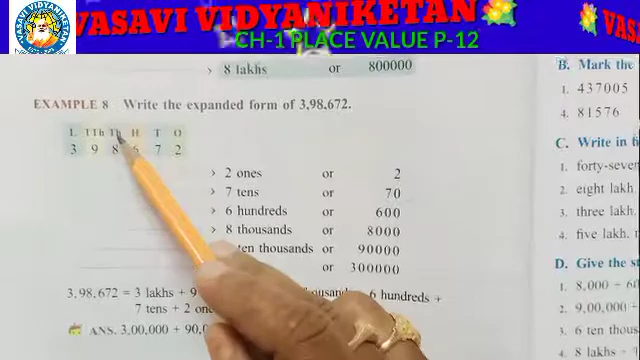 VASAVI VIDYANIKETAN
CH-1 PLACE VALUE P-12
VASAVI VIDYANIKETAN
VAS
> 8 lakhs or 800000
EXAMPLE 8 Write the expanded form of 3,98,672.
L TTh Th H T O
3 9 8 6 7 2
> 2 ones or 2
> 7 tens or 70
> 6 hundreds or 600
> 8 thousands or 8000
ten thousands or 90000
or 300000
3,98,672 = 3 lakhs + 9 6 hundreds +
7 tens + 2
ANS. 3,00,000 + 90,0
B. Mark the
1. 437005
4. 81576
C. Write in
1. forty-seven
2. eight lakh
3. three lakh
4. five lakh
D. Give the
1. 8,000 + 60
2. 9,00,000 +
3. 6 ten thous
4. 8 lakhs +